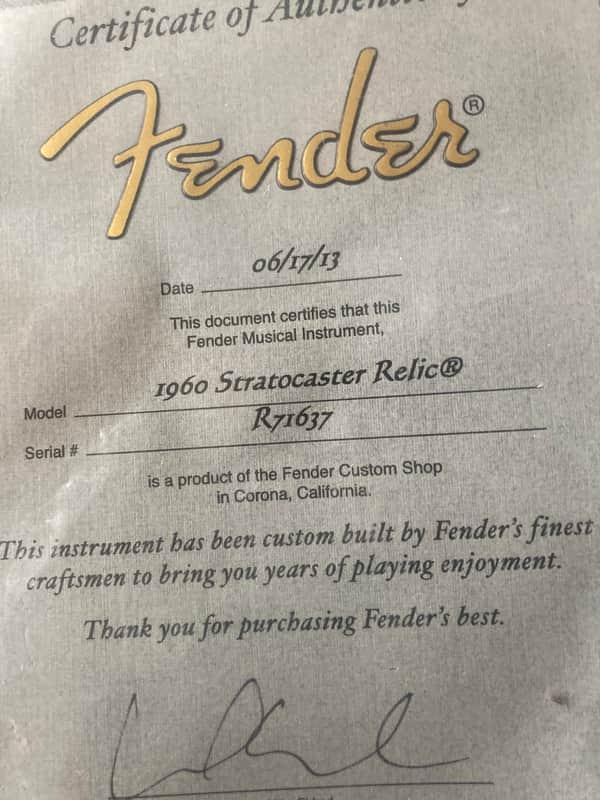 Certificate of Authenticity
Fender®
Date 06/17/13
This document certifies that this
Fender Musical Instrument,
Model 1960 Stratocaster Relic®
Serial # R71637
is a product of the Fender Custom Shop
in Corona, California.
This instrument has been custom built by Fender's finest
craftsmen to bring you years of playing enjoyment.
Thank you for purchasing Fender's best.